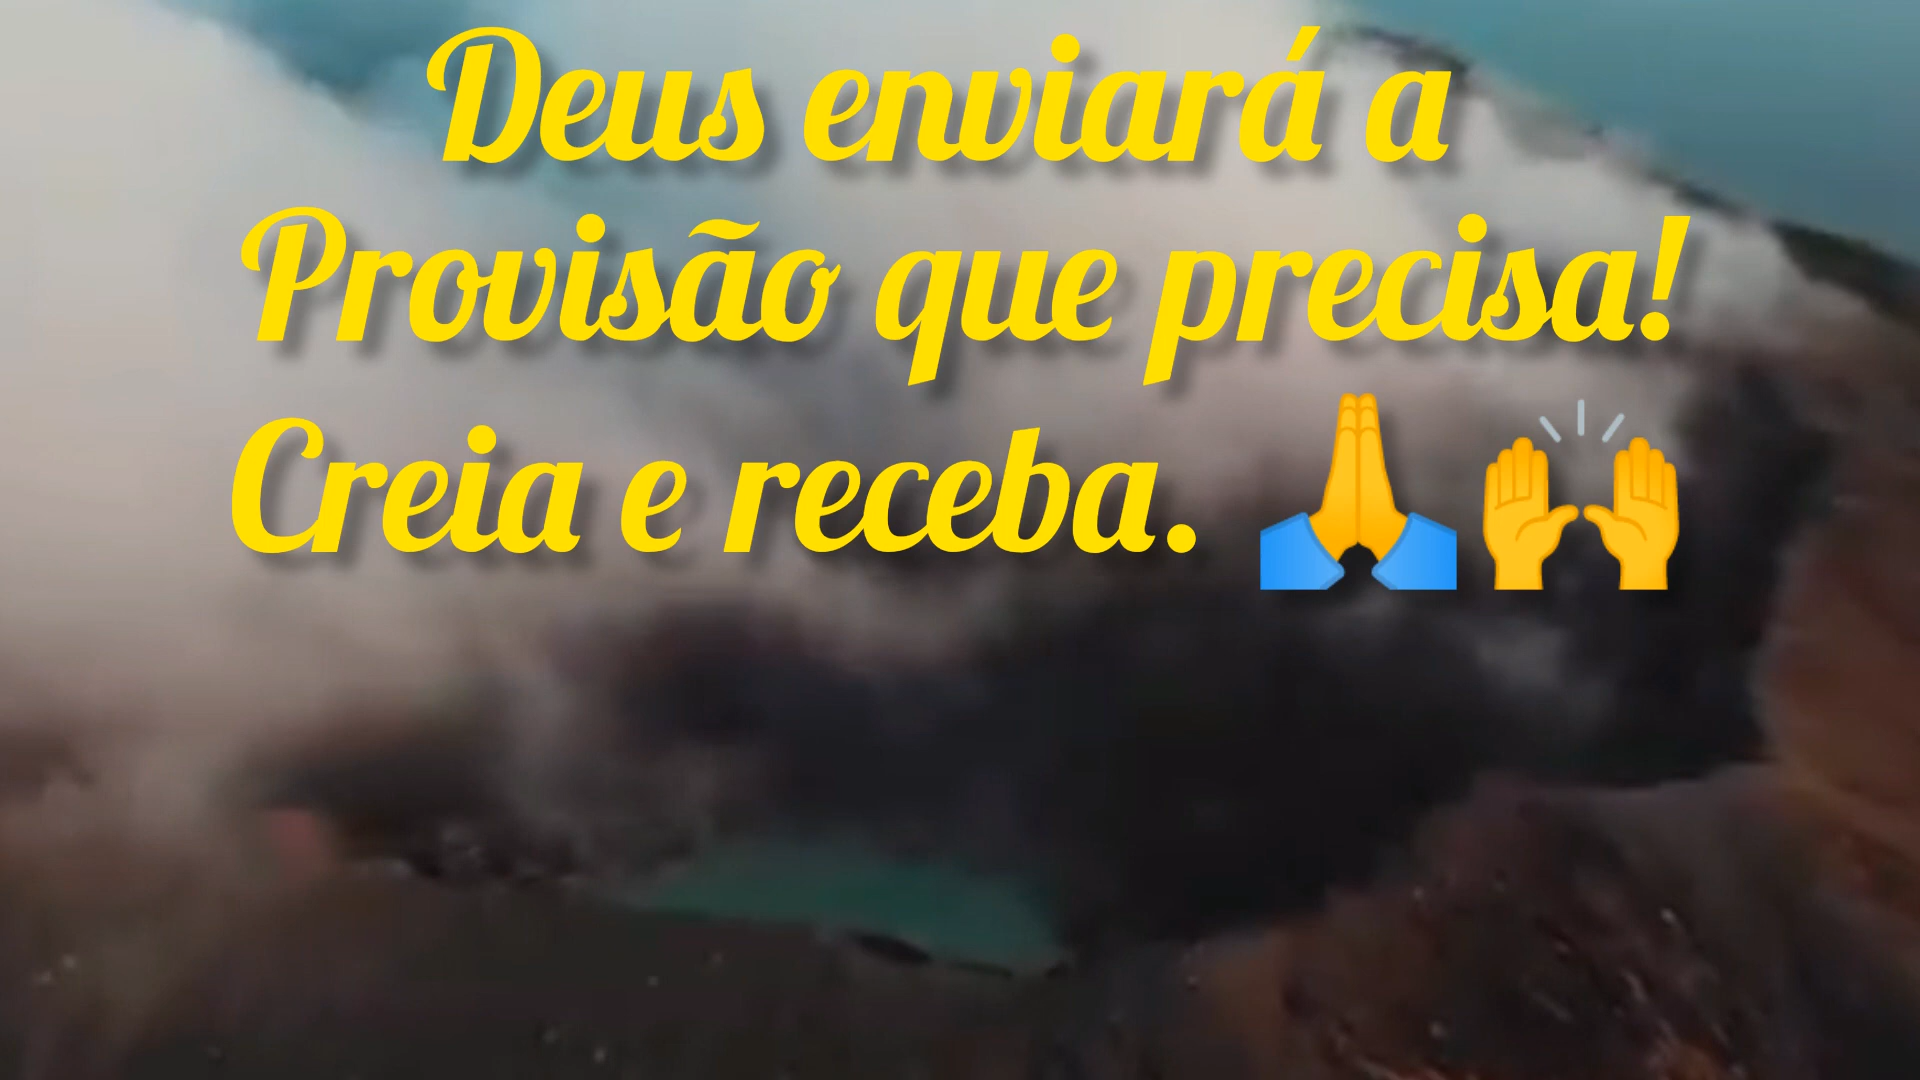 Deus enviará a
Provisão que precisa!
Creia e receba. 🙏🙌